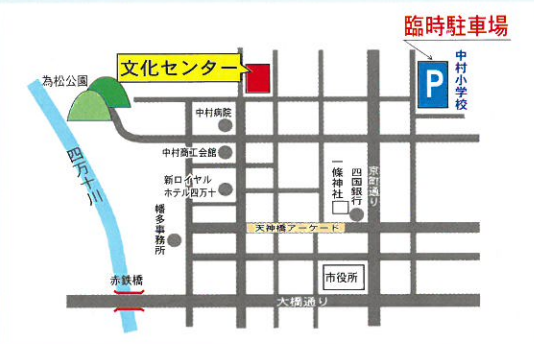 臨時駐車場
文化センター
為松公園
P
中村小学校
中村病院
中村商工会館
新ロイヤル
ホテル四万十
四万十川
幡多事務所
一條神社
四国銀行
京町通り
天神橋アーケード
赤鉄橋
市役所
大橋通り